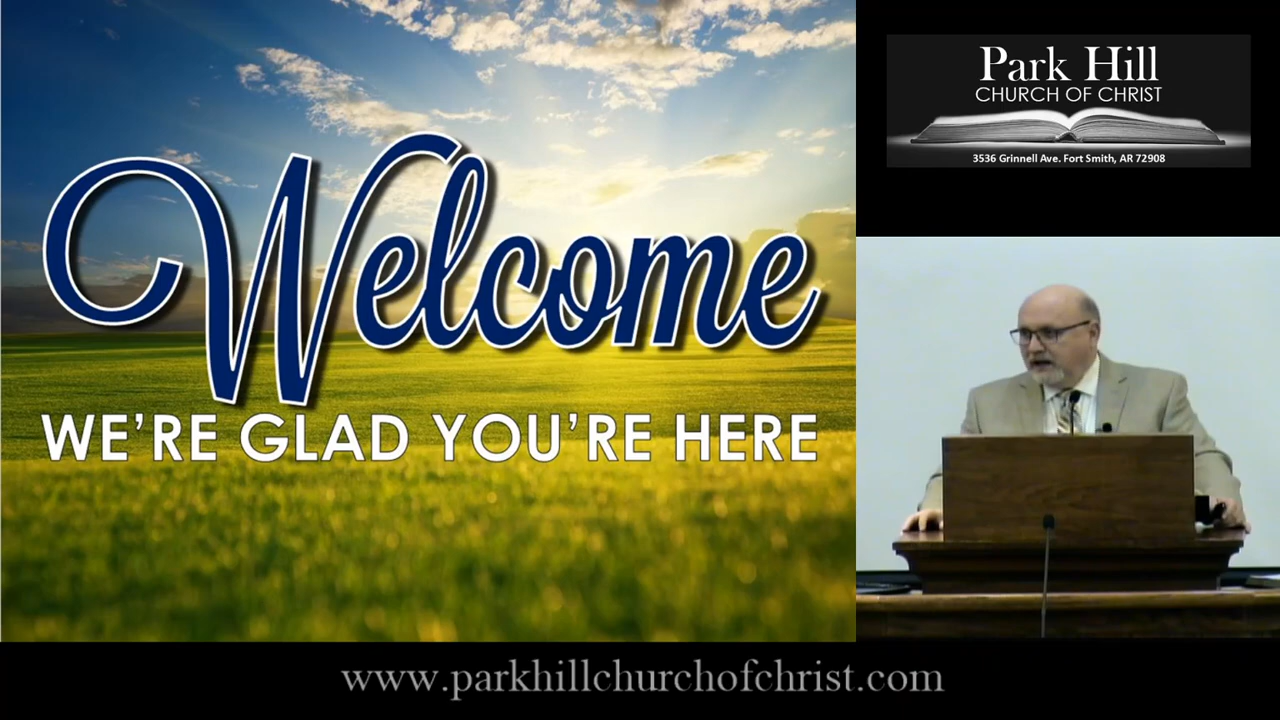 Welcome
WE'RE GLAD YOU'RE HERE
Park Hill
CHURCH OF CHRIST
3536 Grinnell Ave. Fort Smith, AR 72908
www.parkhillchurchofchrist.com